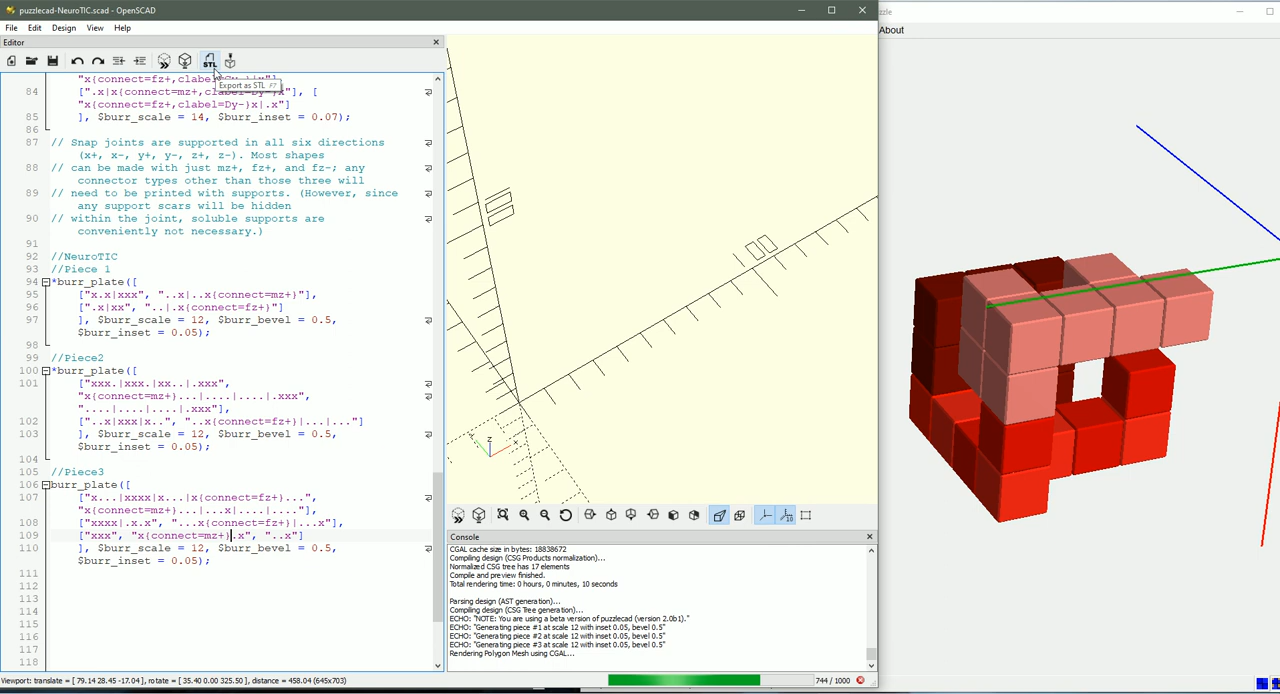 puzzlecad-NeuroTIC.scad - OpenSCAD
File Edit Design View Help
About
Editor
STL
Export as STL F7
84 [".x|x{connect=mz+,clabel=Dy-}x"], [
"x{connect=fz+,clabel=Dy-}x|.x"]
85 ], $burr_scale = 14, $burr_inset = 0.07);
86
87 // Snap joints are supported in all six directions
(x+, x-, y+, y-, z+, z-). Most shapes
88 // can be made with just mz+, fz+, and fz-; any
connector types other than those three will
89 // need to be printed with supports. (However, since
any support scars will be hidden
90 // within the joint, soluble supports are
conveniently not necessary.)
91
92 //NeuroTIC
93 //Piece 1
94 *burr_plate([
95 ["x.x|xxx", "..x|..x{connect=mz+}"],
96 [".x|xx", "..|.x{connect=fz+}"]
97 ], $burr_scale = 12, $burr_bevel = 0.5,
$burr_inset = 0.05);
98
99 //Piece2
100 *burr_plate([
101 ["xxx.|xxx.|xx..|.xxx",
"x{connect=mz+}...|....|....|.xxx",
"....|....|....|.xxx"],
102 ["..x|xxx|x..", "..x{connect=fz+}|...|..."]
103 ], $burr_scale = 12, $burr_bevel = 0.5,
$burr_inset = 0.05);
104
105 //Piece3
106 burr_plate([
107 ["x...|xxxx|x...|x{connect=fz+}...",
"x{connect=mz+}...|...x|....|...."],
108 ["xxxx|.x.x", "...x{connect=fz+}|...x"],
109 ["xxx", "x{connect=mz+}.x", "..x"]
110 ], $burr_scale = 12, $burr_bevel = 0.5,
$burr_inset = 0.05);
111
112
113
114
115
116
117
118
Console
CGAL cache size in bytes: 18838672
Compiling design (CSG Products normalization)...
Normalized CSG tree has 17 elements
Compile and preview finished.
Total rendering time: 0 hours, 0 minutes, 10 seconds
Parsing design (AST generation)...
Compiling design (CSG Tree generation)...
ECHO: "NOTE: You are using a beta version of puzzlecad (version 2.0b1)."
ECHO: "Generating piece #1 at scale 12 with inset 0.05, bevel 0.5"
ECHO: "Generating piece #2 at scale 12 with inset 0.05, bevel 0.5"
ECHO: "Generating piece #3 at scale 12 with inset 0.05, bevel 0.5"
Rendering Polygon Mesh using CGAL...
Viewport: translate = [ 79.14 28.45 -17.04 ], rotate = [ 35.40 0.00 325.50 ], distance = 458.04 (645x703)
744 / 1000